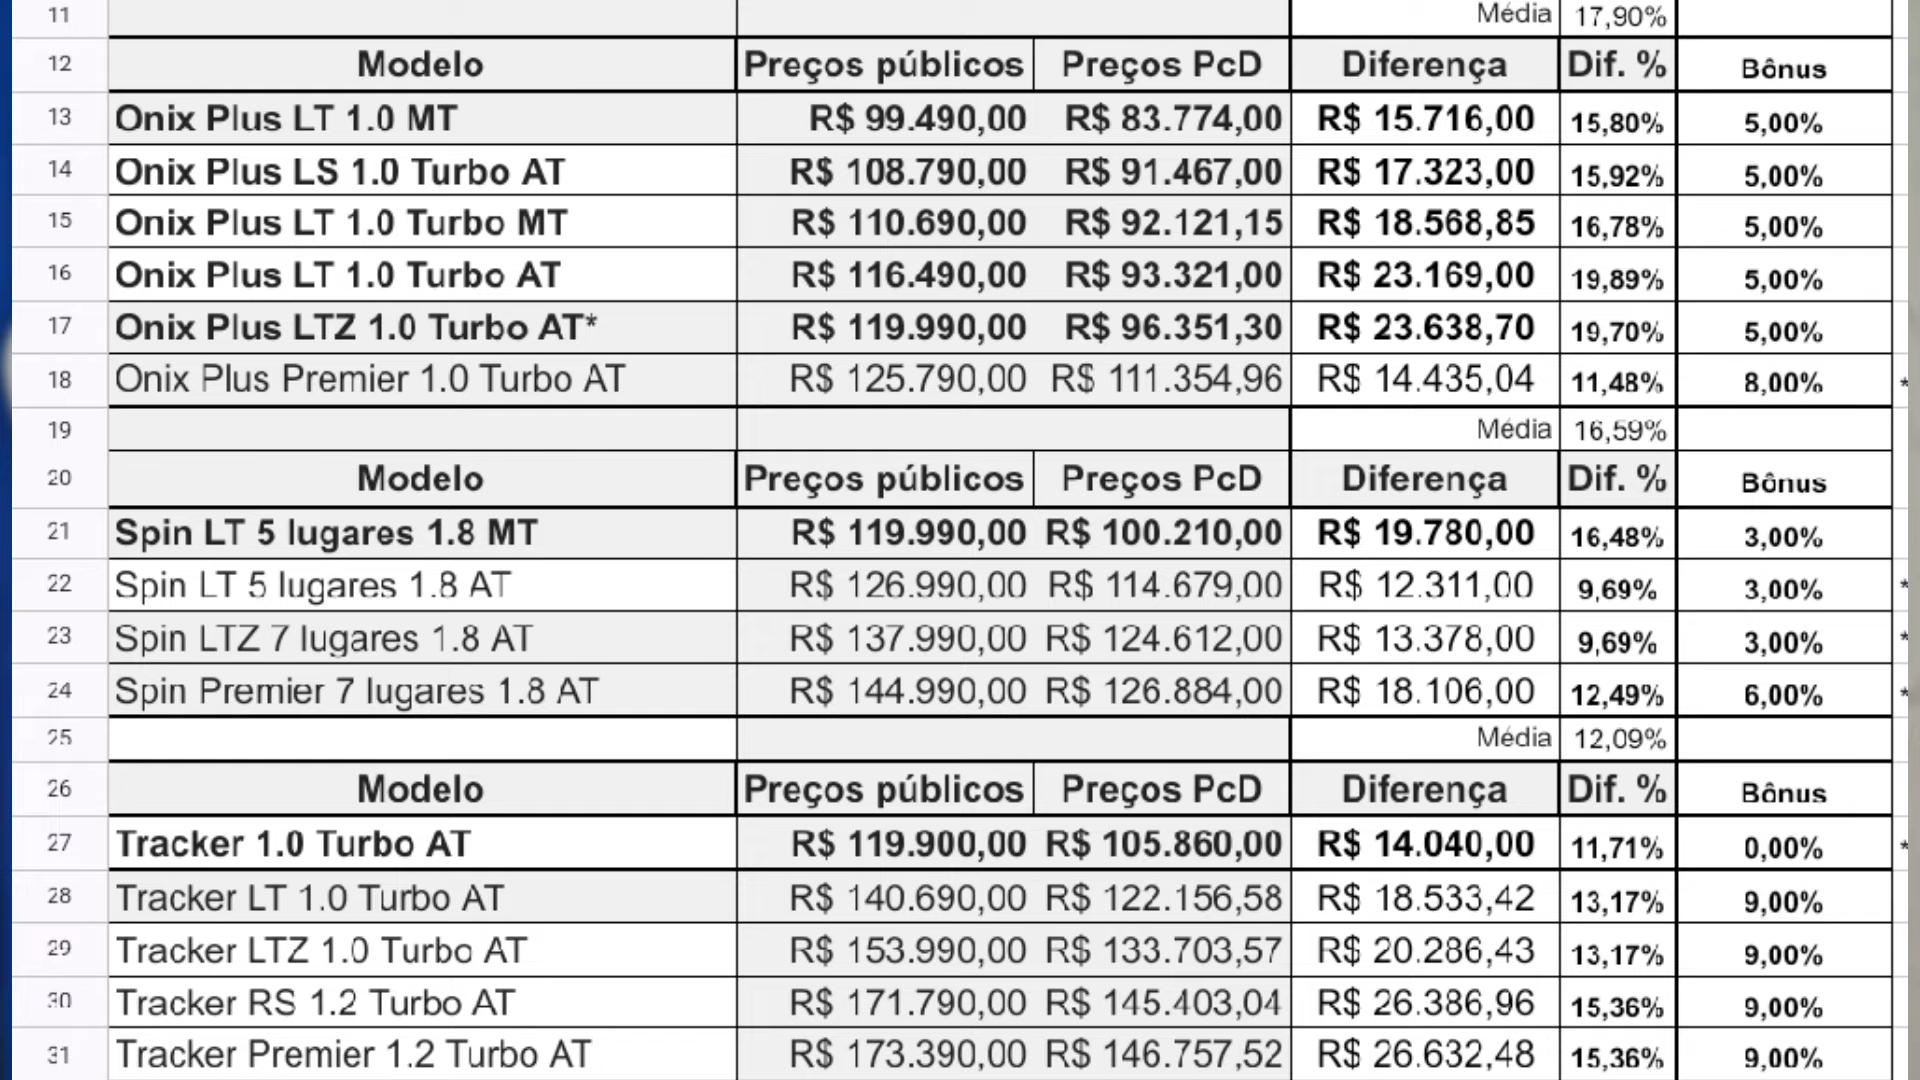 11 Média 17,90%
12 Modelo Preços públicos Preços PcD Diferença Dif. % Bônus
13 Onix Plus LT 1.0 MT R$ 99.490,00 R$ 83.774,00 R$ 15.716,00 15,80% 5,00%
14 Onix Plus LS 1.0 Turbo AT R$ 108.790,00 R$ 91.467,00 R$ 17.323,00 15,92% 5,00%
15 Onix Plus LT 1.0 Turbo MT R$ 110.690,00 R$ 92.121,15 R$ 18.568,85 16,78% 5,00%
16 Onix Plus LT 1.0 Turbo AT R$ 116.490,00 R$ 93.321,00 R$ 23.169,00 19,89% 5,00%
17 Onix Plus LTZ 1.0 Turbo AT* R$ 119.990,00 R$ 96.351,30 R$ 23.638,70 19,70% 5,00%
18 Onix Plus Premier 1.0 Turbo AT R$ 125.790,00 R$ 111.354,96 R$ 14.435,04 11,48% 8,00% *
19 Média 16,59%
20 Modelo Preços públicos Preços PcD Diferença Dif. % Bônus
21 Spin LT 5 lugares 1.8 MT R$ 119.990,00 R$ 100.210,00 R$ 19.780,00 16,48% 3,00%
22 Spin LT 5 lugares 1.8 AT R$ 126.990,00 R$ 114.679,00 R$ 12.311,00 9,69% 3,00% *
23 Spin LTZ 7 lugares 1.8 AT R$ 137.990,00 R$ 124.612,00 R$ 13.378,00 9,69% 3,00% *
24 Spin Premier 7 lugares 1.8 AT R$ 144.990,00 R$ 126.884,00 R$ 18.106,00 12,49% 6,00% *
25 Média 12,09%
26 Modelo Preços públicos Preços PcD Diferença Dif. % Bônus
27 Tracker 1.0 Turbo AT R$ 119.900,00 R$ 105.860,00 R$ 14.040,00 11,71% 0,00% *
28 Tracker LT 1.0 Turbo AT R$ 140.690,00 R$ 122.156,58 R$ 18.533,42 13,17% 9,00%
29 Tracker LTZ 1.0 Turbo AT R$ 153.990,00 R$ 133.703,57 R$ 20.286,43 13,17% 9,00%
30 Tracker RS 1.2 Turbo AT R$ 171.790,00 R$ 145.403,04 R$ 26.386,96 15,36% 9,00%
31 Tracker Premier 1.2 Turbo AT R$ 173.390,00 R$ 146.757,52 R$ 26.632,48 15,36% 9,00%